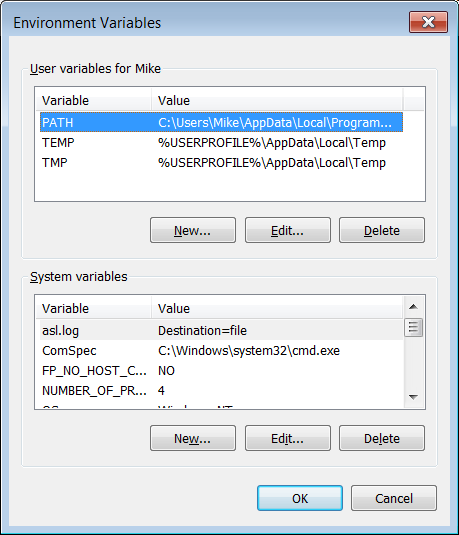 Environment Variables
User variables for Mike
Variable Value
PATH C:\Users\Mike\AppData\Local\Program...
TEMP %USERPROFILE%\AppData\Local\Temp
TMP %USERPROFILE%\AppData\Local\Temp
New... Edit... Delete
System variables
Variable Value
asl.log Destination=file
ComSpec C:\Windows\system32\cmd.exe
FP_NO_HOST_C... NO
NUMBER_OF_PR... 4
OS Windows_NT
New... Edit... Delete
OK Cancel